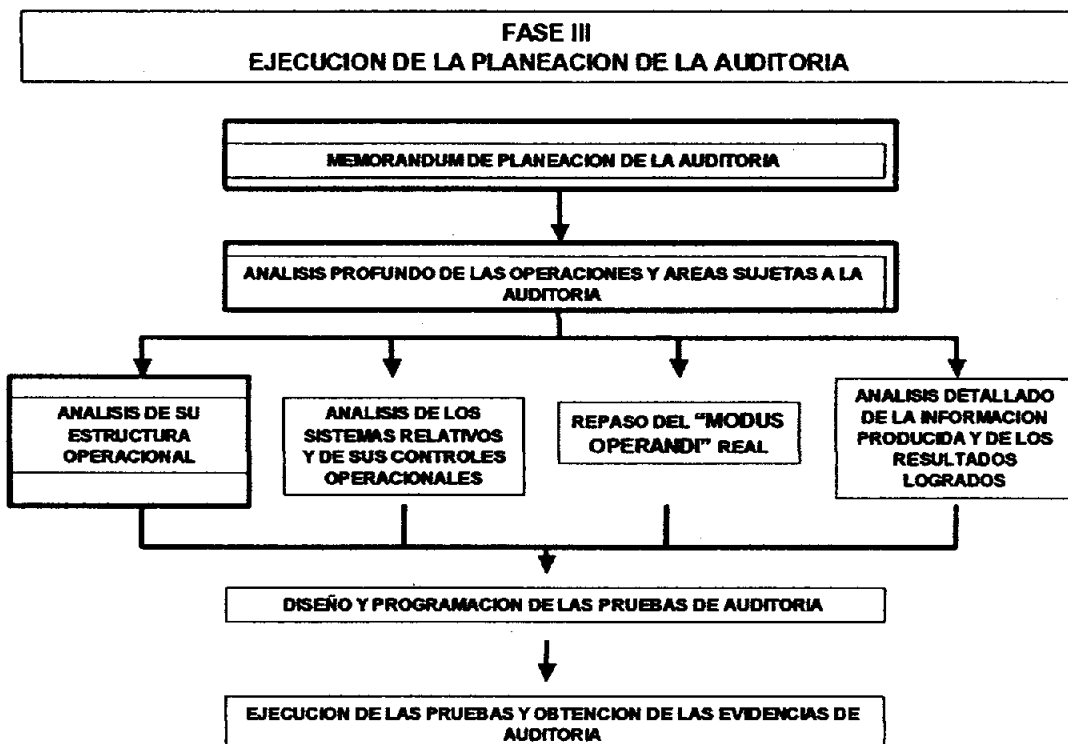 FASE III
EJECUCION DE LA PLANEACION DE LA AUDITORIA
MEMORANDUM DE PLANEACION DE LA AUDITORIA
ANALISIS PROFUNDO DE LAS OPERACIONES Y AREAS SUJETAS A LA
AUDITORIA
ANALISIS DE SU
ESTRUCTURA
OPERACIONAL
ANALISIS DE LOS
SISTEMAS RELATIVOS
Y DE SUS CONTROLES
OPERACIONALES
REPASO DEL "MODUS
OPERANDI" REAL
ANALISIS DETALLADO
DE LA INFORMACION
PRODUCIDA Y DE LOS
RESULTADOS
LOGRADOS
DISEÑO Y PROGRAMACION DE LAS PRUEBAS DE AUDITORIA
EJECUCION DE LAS PRUEBAS Y OBTENCION DE LAS EVIDENCIAS DE
AUDITORIA